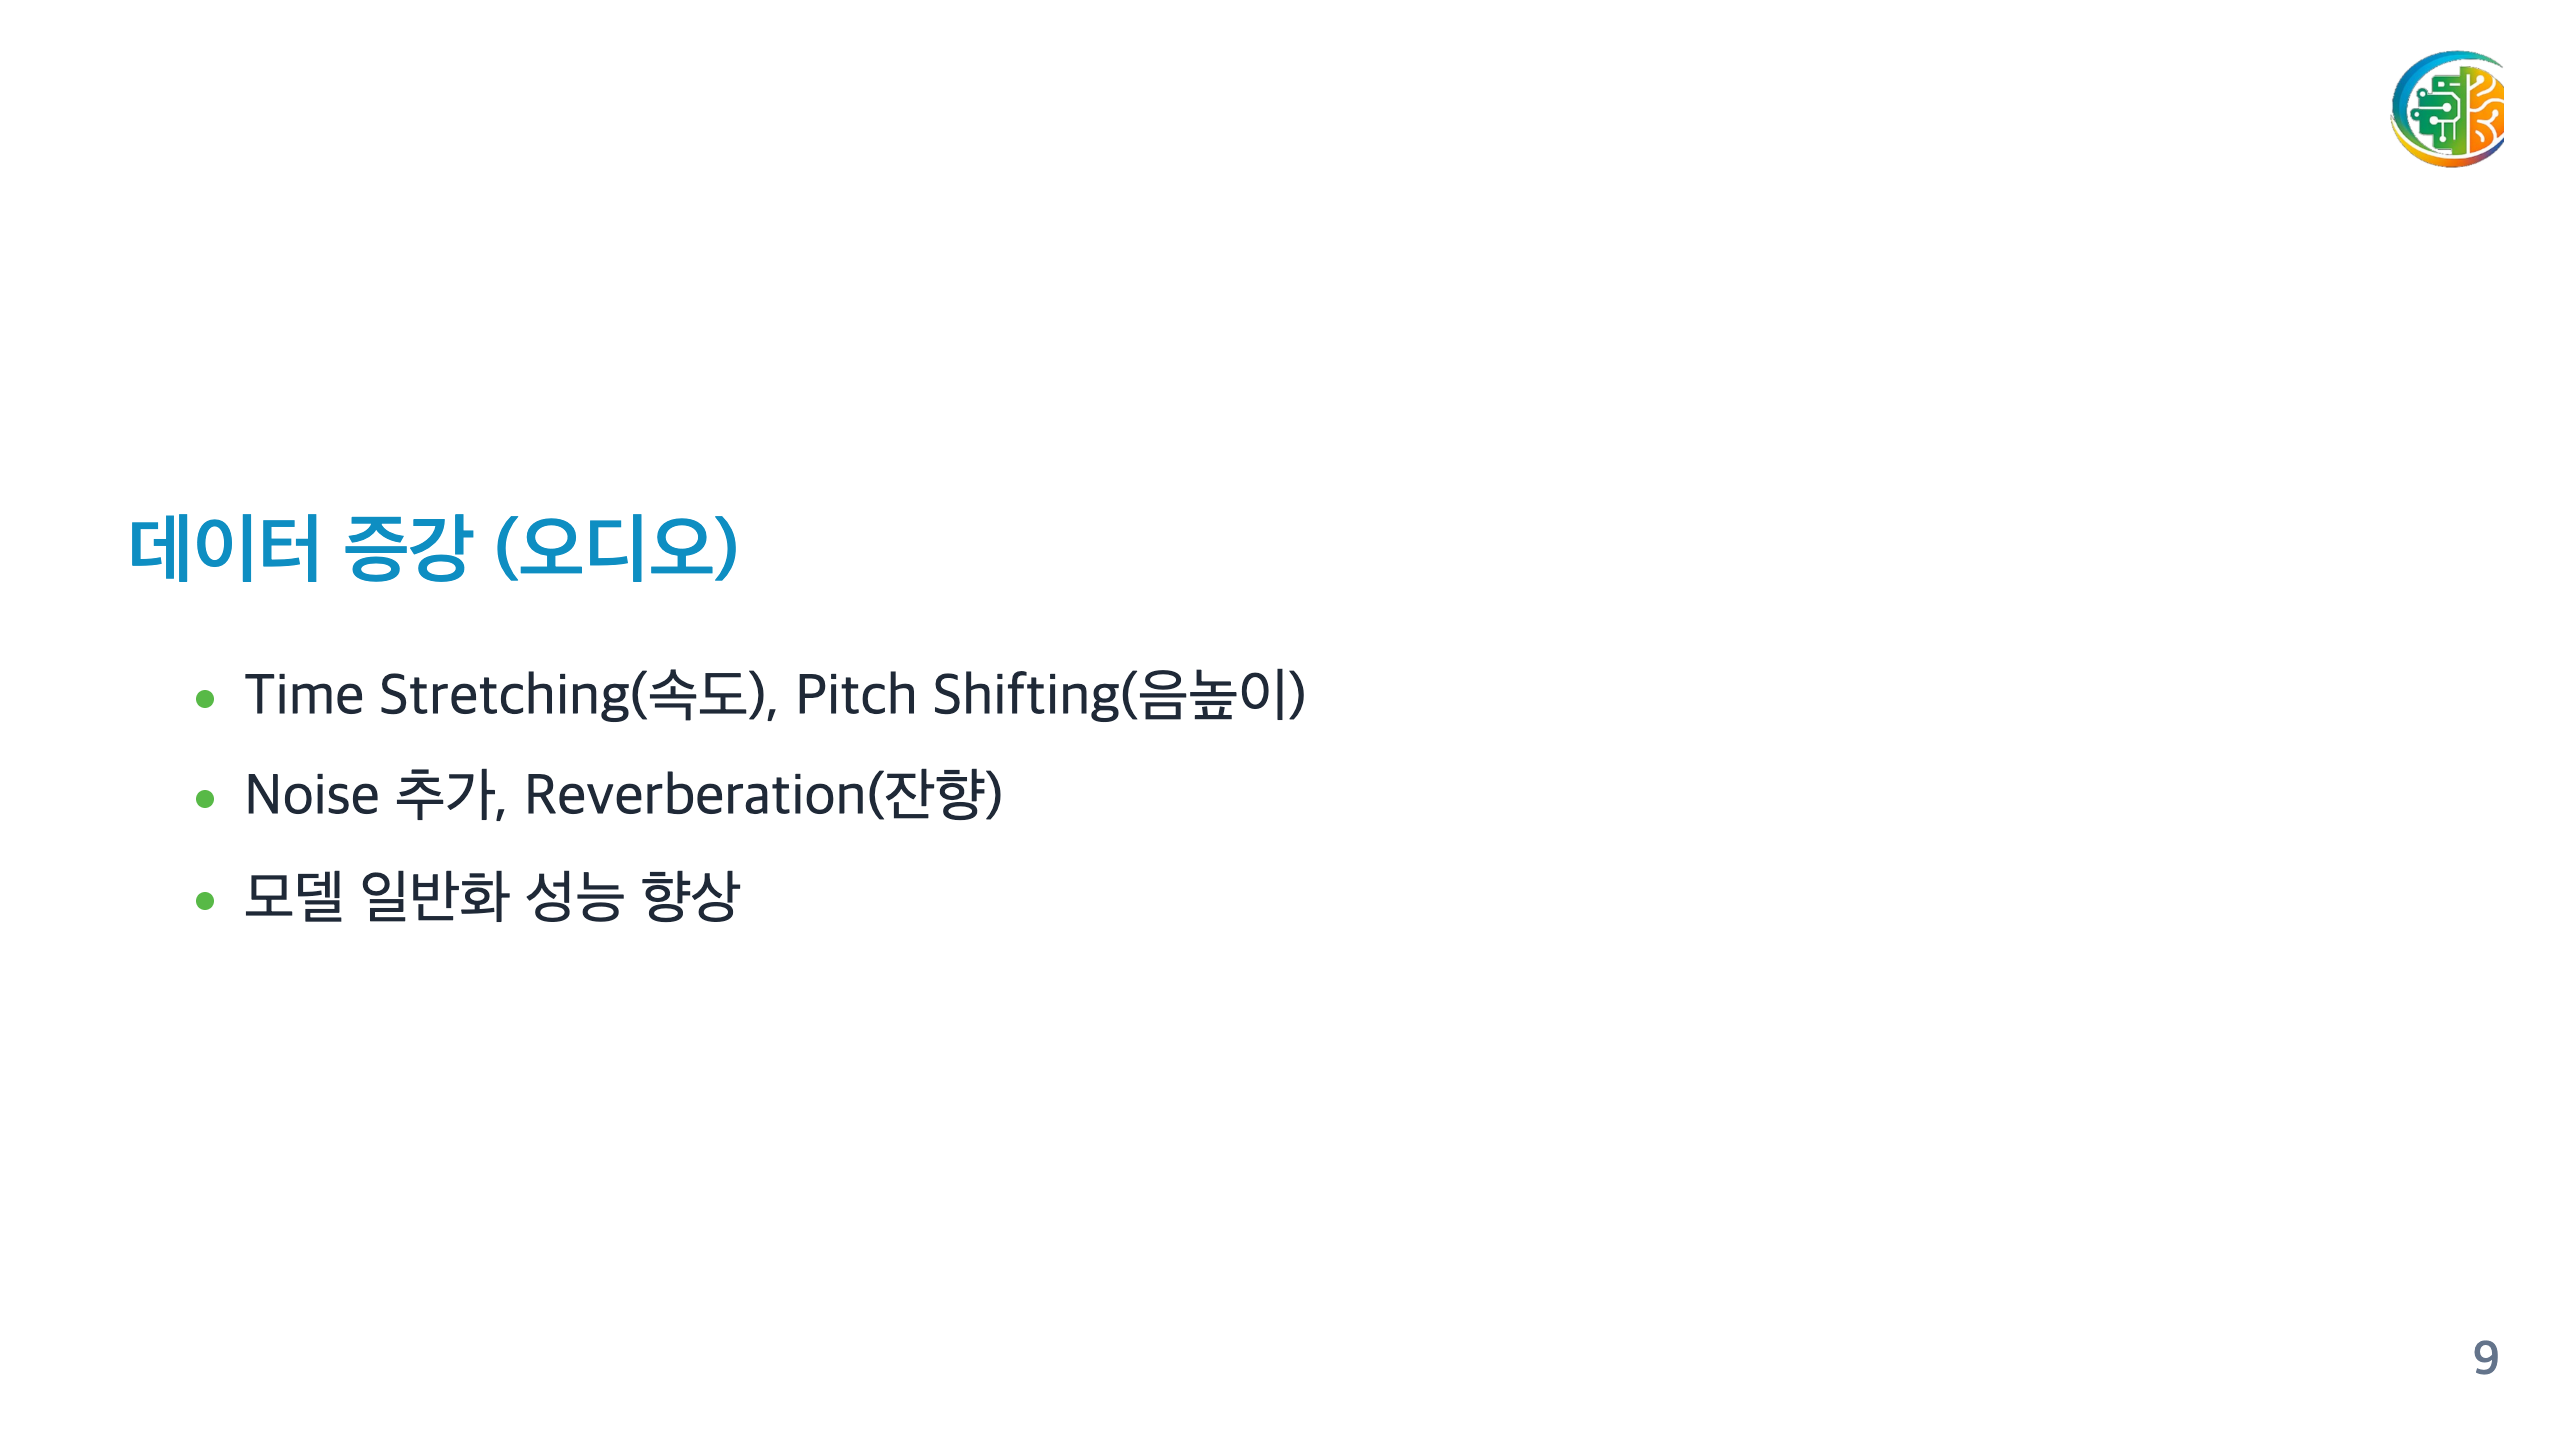 데이터 증강 (오디오)
• Time Stretching(속도), Pitch Shifting(음높이)
• Noise 추가, Reverberation(잔향)
• 모델 일반화 성능 향상
9